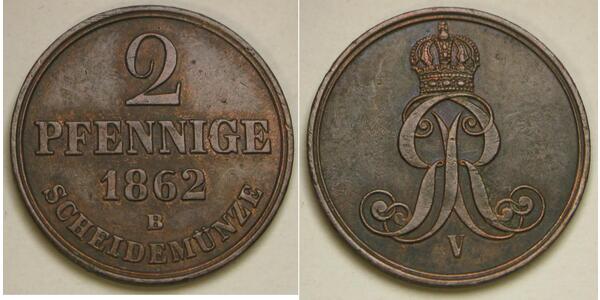 2
PFENNIGE
1862
B
SCHEIDEMÜNZE
V